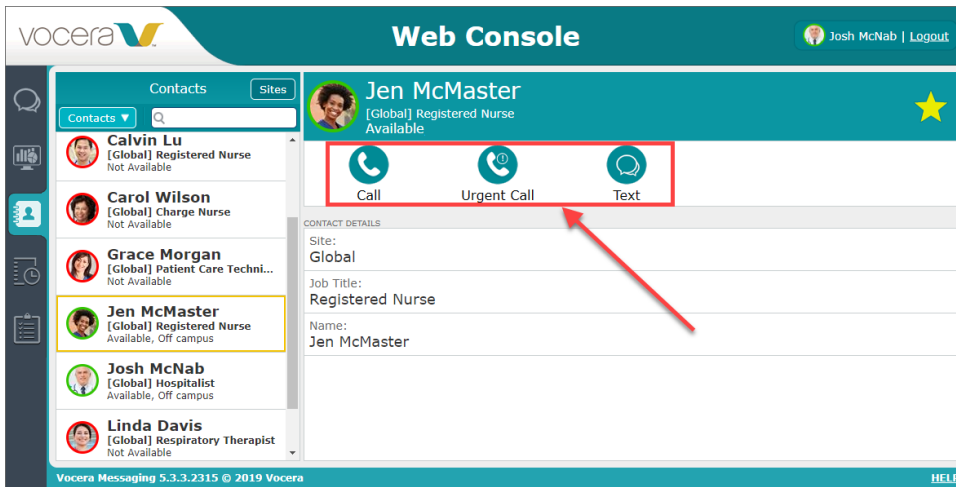 vocera
Web Console
Josh McNab | Logout
Contacts
Sites
Contacts ▼
Calvin Lu
[Global] Registered Nurse
Not Available
Carol Wilson
[Global] Charge Nurse
Not Available
Grace Morgan
[Global] Patient Care Techni...
Not Available
Jen McMaster
[Global] Registered Nurse
Available, Off campus
Josh McNab
[Global] Hospitalist
Available, Off campus
Linda Davis
[Global] Respiratory Therapist
Not Available
Jen McMaster
[Global] Registered Nurse
Available
Call
Urgent Call
Text
CONTACT DETAILS
Site:
Global
Job Title:
Registered Nurse
Name:
Jen McMaster
Vocera Messaging 5.3.3.2315 © 2019 Vocera
HELP